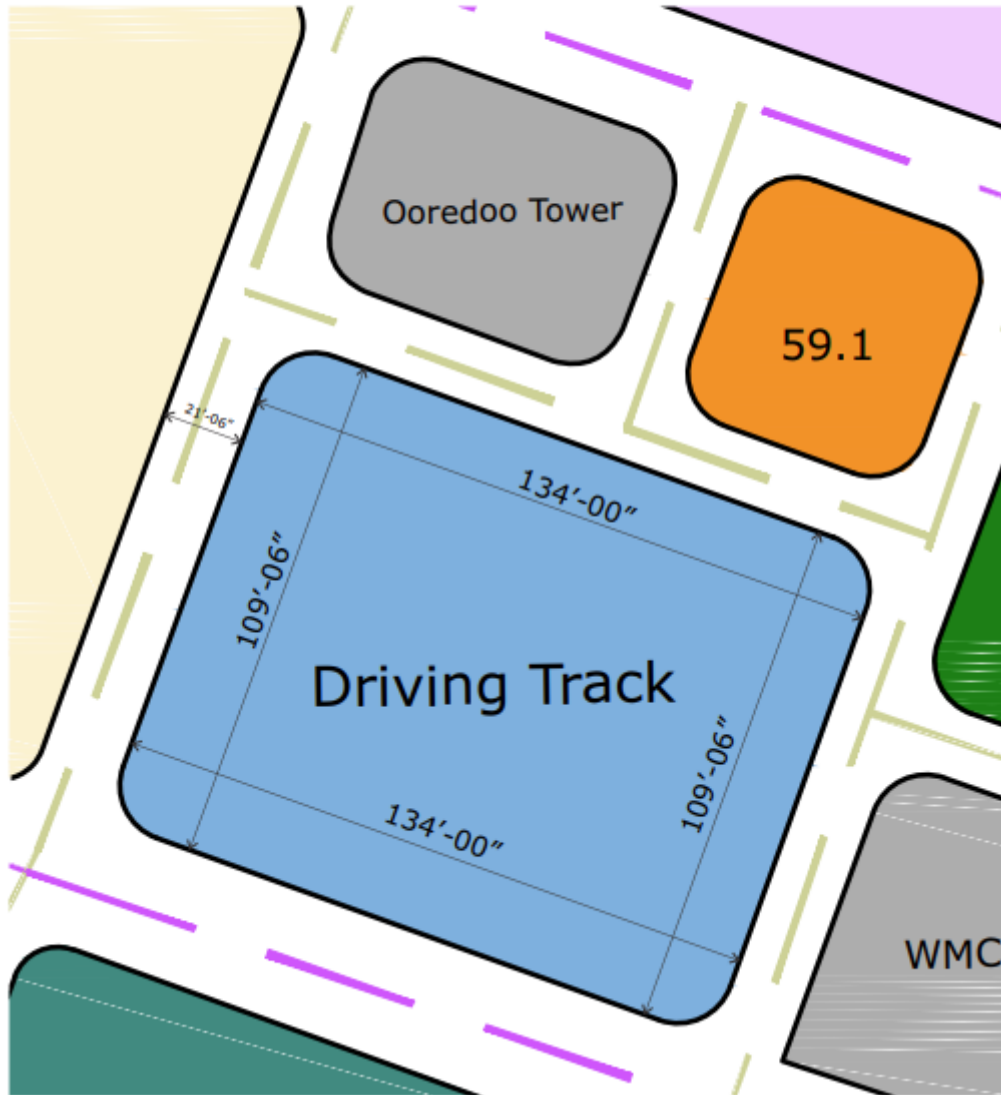 Ooredoo Tower
59.1
21’-06”
134’-00”
109’-06”
Driving Track
109’-06”
134’-00”
WMC